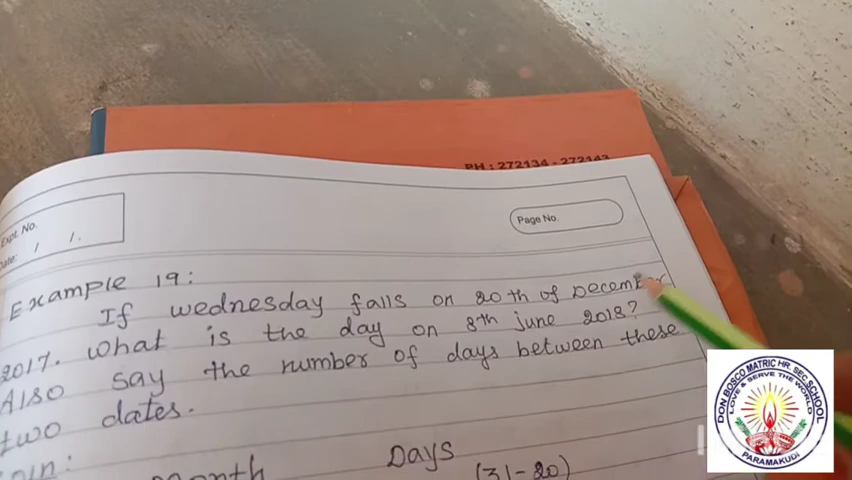 PH : 272134 - 272143
Expt. No.
Page No.
Date: / /.
Example 19:
If wednesday falls on 20th of December
2017. What is the day on 8th june 2018?
Also say the number of days between these
two dates.
Month Days
(31-20)
DON BOSCO MATRIC HR. SEC SCHOOL
LOVE & SERVE THE WORLD
PARAMAKUDI